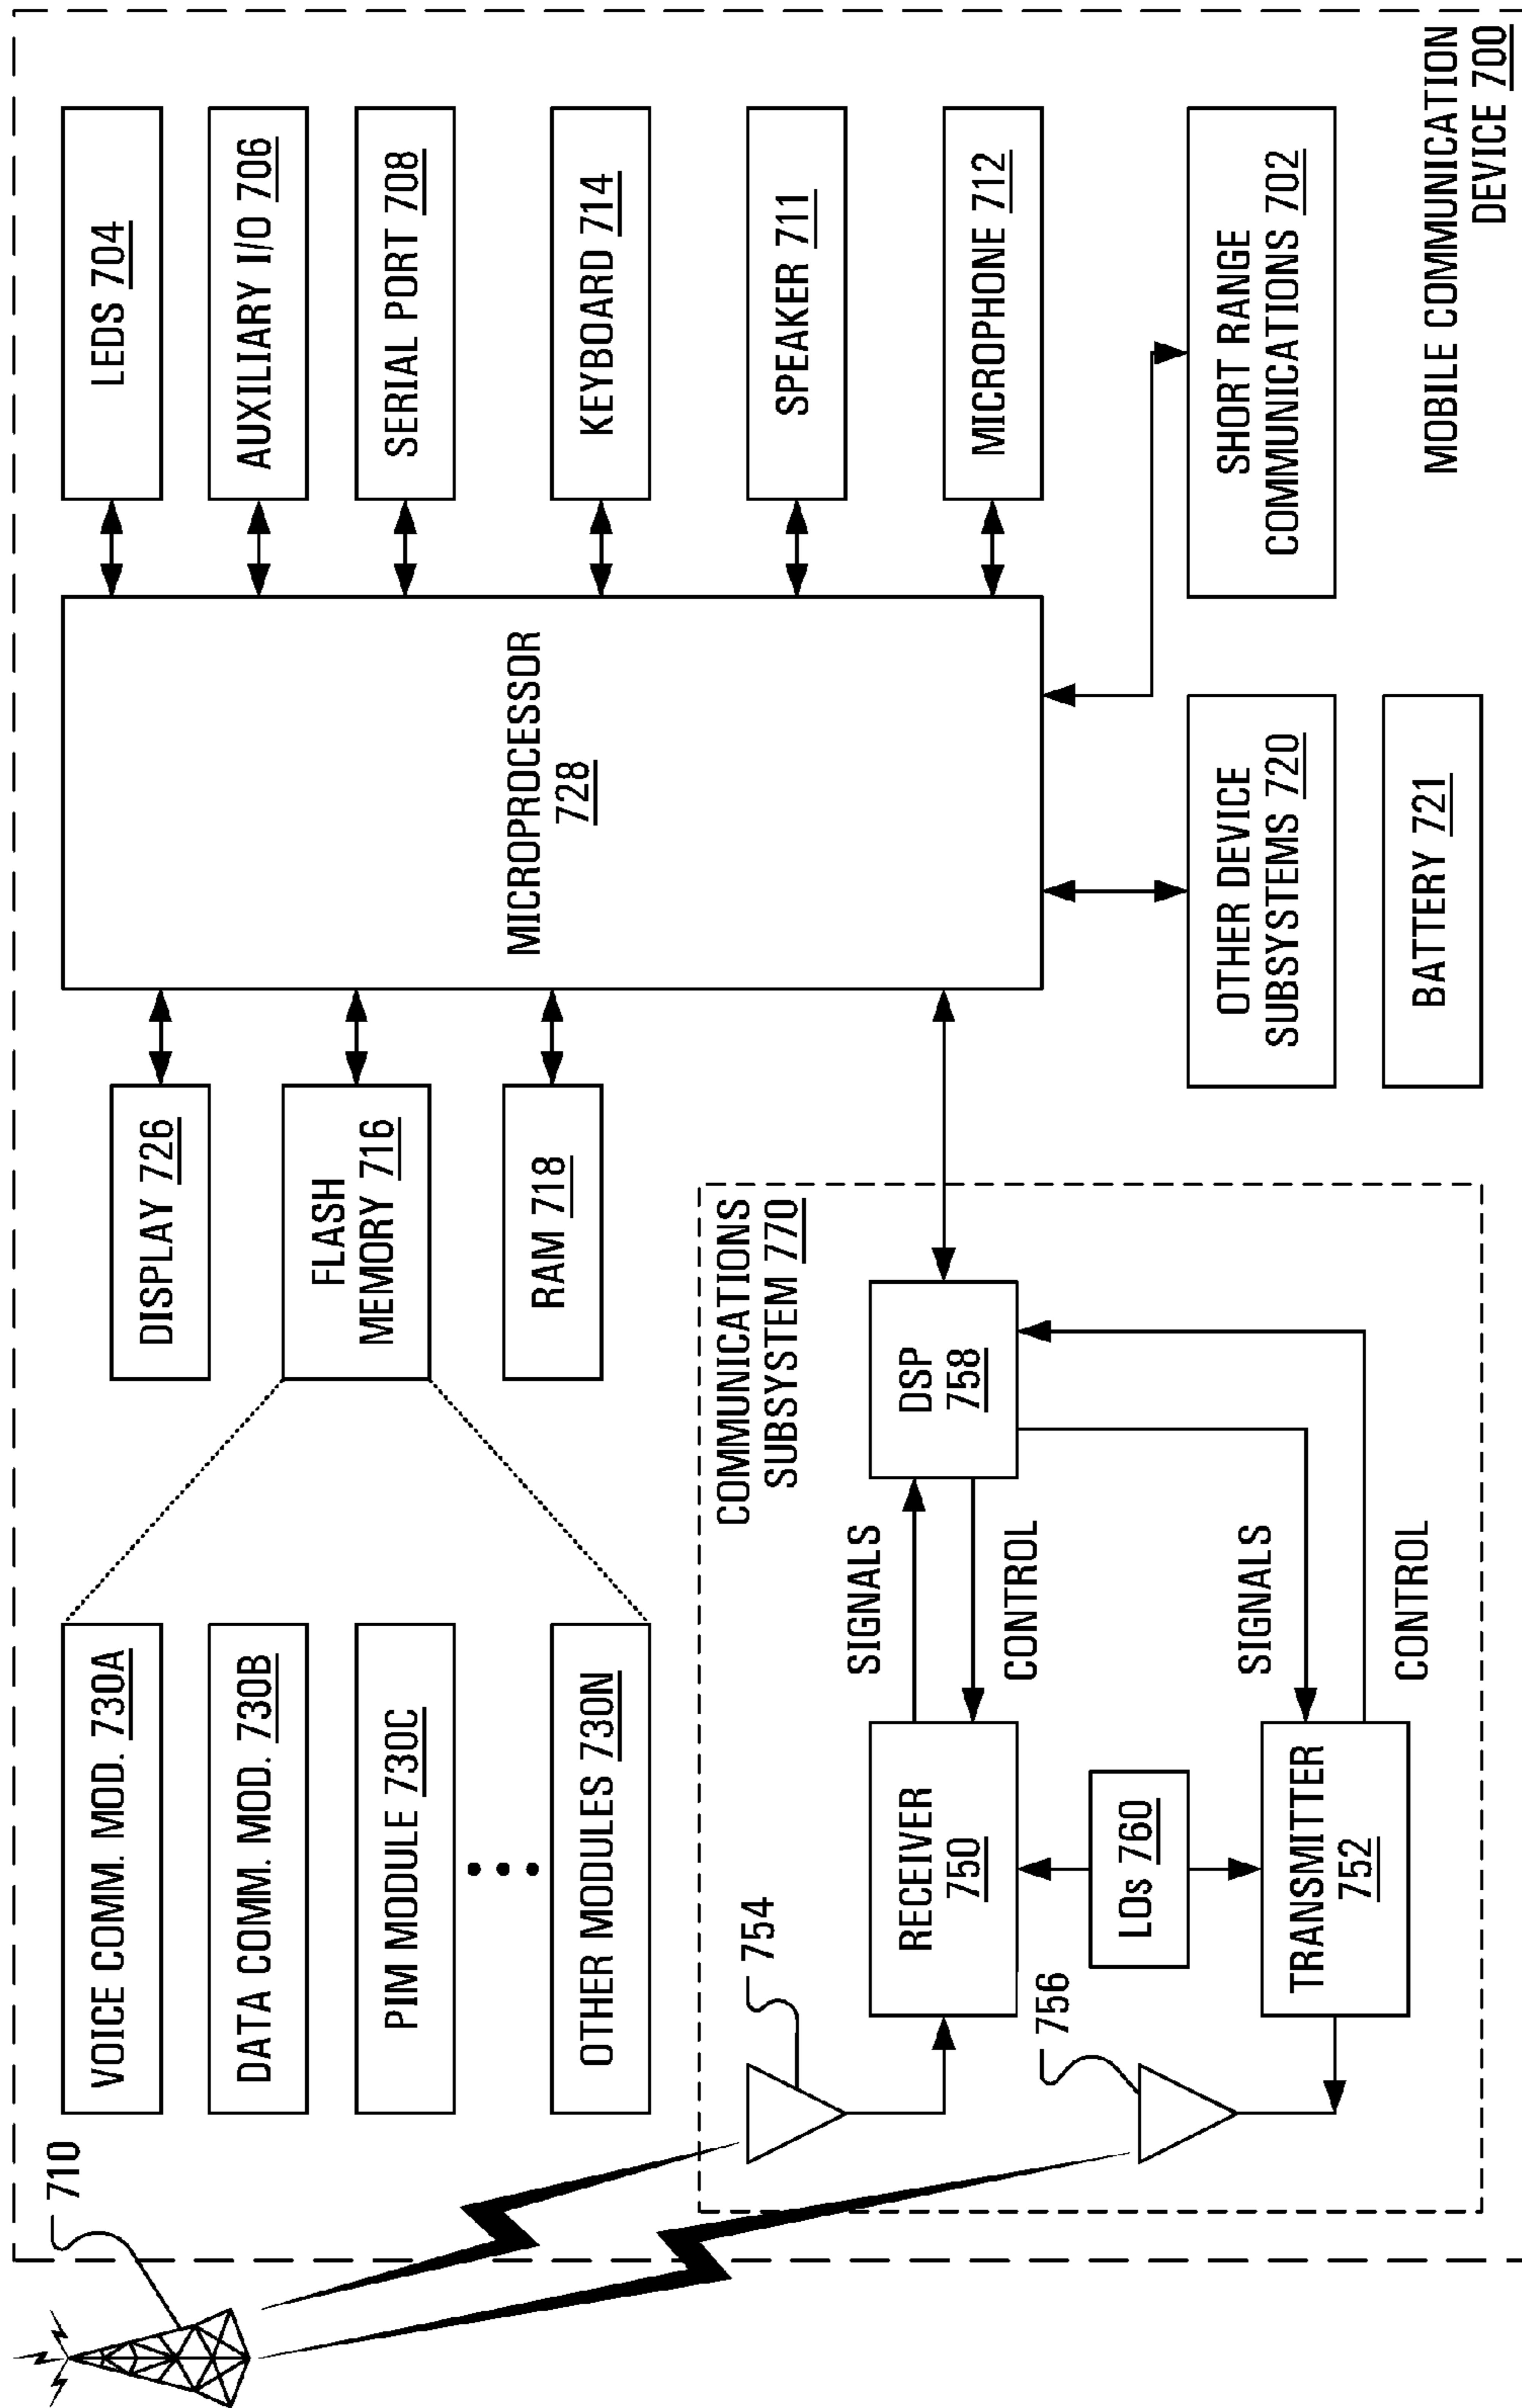 710
VOICE COMM. MOD. 730A
DATA COMM. MOD. 730B
PIM MODULE 730C
OTHER MODULES 730N
DISPLAY 726
FLASH
MEMORY 716
RAM 718
MICROPROCESSOR
728
LEDS 704
AUXILIARY I/O 706
SERIAL PORT 708
KEYBOARD 714
SPEAKER 711
MICROPHONE 712
COMMUNICATIONS
SUBSYSTEM 770
754
RECEIVER
750
SIGNALS
CONTROL
DSP
758
LOs 760
756
TRANSMITTER
752
SIGNALS
CONTROL
OTHER DEVICE
SUBSYSTEMS 720
SHORT RANGE
COMMUNICATIONS 702
BATTERY 721
MOBILE COMMUNICATION
DEVICE 700